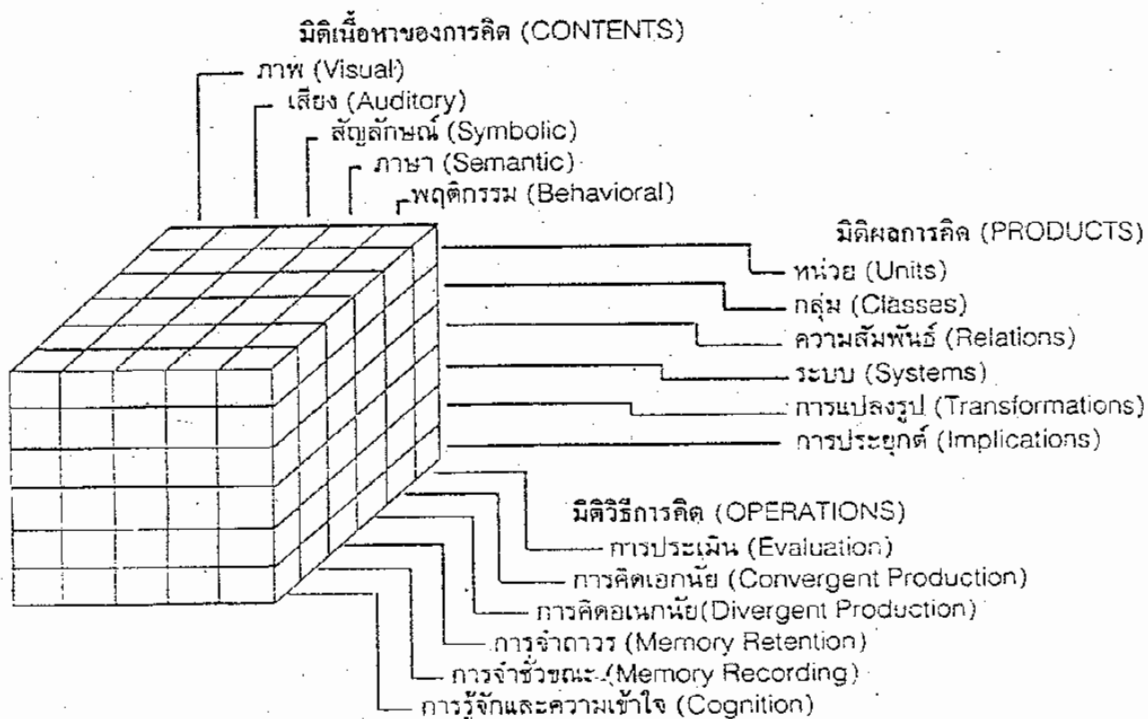 มิติเนื้อหาของการคิด (CONTENTS)
ภาพ (Visual)
เสียง (Auditory)
สัญลักษณ์ (Symbolic)
ภาษา (Semantic)
พฤติกรรม (Behavioral)
มิติผลการคิด (PRODUCTS)
หน่วย (Units)
กลุ่ม (Classes)
ความสัมพันธ์ (Relations)
ระบบ (Systems)
การแปลงรูป (Transformations)
การประยุกต์ (Implications)
มิติวิธีการคิด (OPERATIONS)
การประเมิน (Evaluation)
การคิดเอกนัย (Convergent Production)
การคิดอเนกนัย(Divergent Production)
การจำถาวร (Memory Retention)
การจำชั่วขณะ (Memory Recording)
การรู้จักและความเข้าใจ (Cognition)